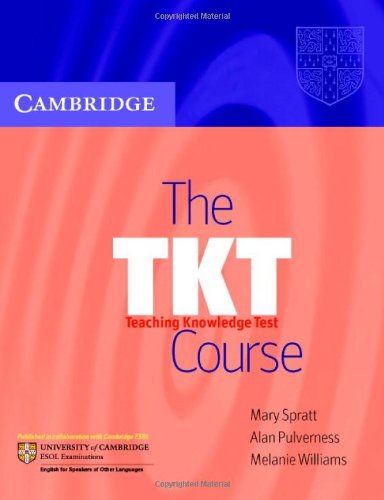 Copyrighted Material
CAMBRIDGE
The
TKT
Teaching Knowledge Test
Course
Mary Spratt
Alan Pulverness
Melanie Williams
Published in collaboration with Cambridge ESOL
UNIVERSITY of CAMBRIDGE
ESOL Examinations
English for Speakers of Other Languages
Copyrighted Material